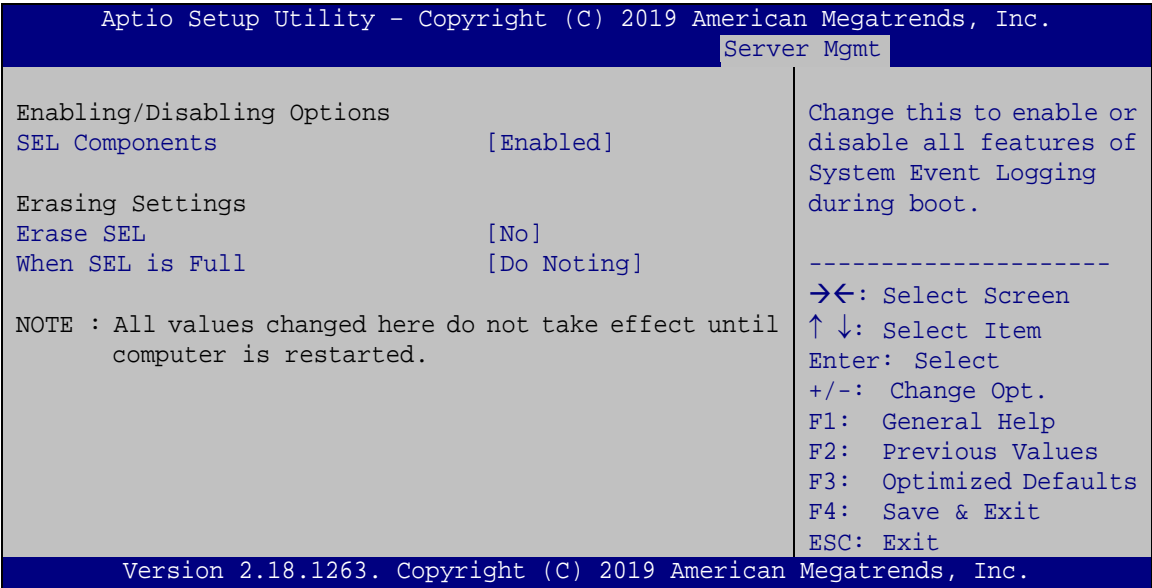 Aptio Setup Utility – Copyright (C) 2019 American Megatrends, Inc.
Server Mgmt
Enabling/Disabling Options
SEL Components [Enabled]
Erasing Settings
Erase SEL [No]
When SEL is Full [Do Noting]
NOTE : All values changed here do not take effect until
computer is restarted.
Change this to enable or
disable all features of
System Event Logging
during boot.
---------------------
→←: Select Screen
↑ ↓: Select Item
Enter: Select
+/-: Change Opt.
F1: General Help
F2: Previous Values
F3: Optimized Defaults
F4: Save & Exit
ESC: Exit
Version 2.18.1263. Copyright (C) 2019 American Megatrends, Inc.